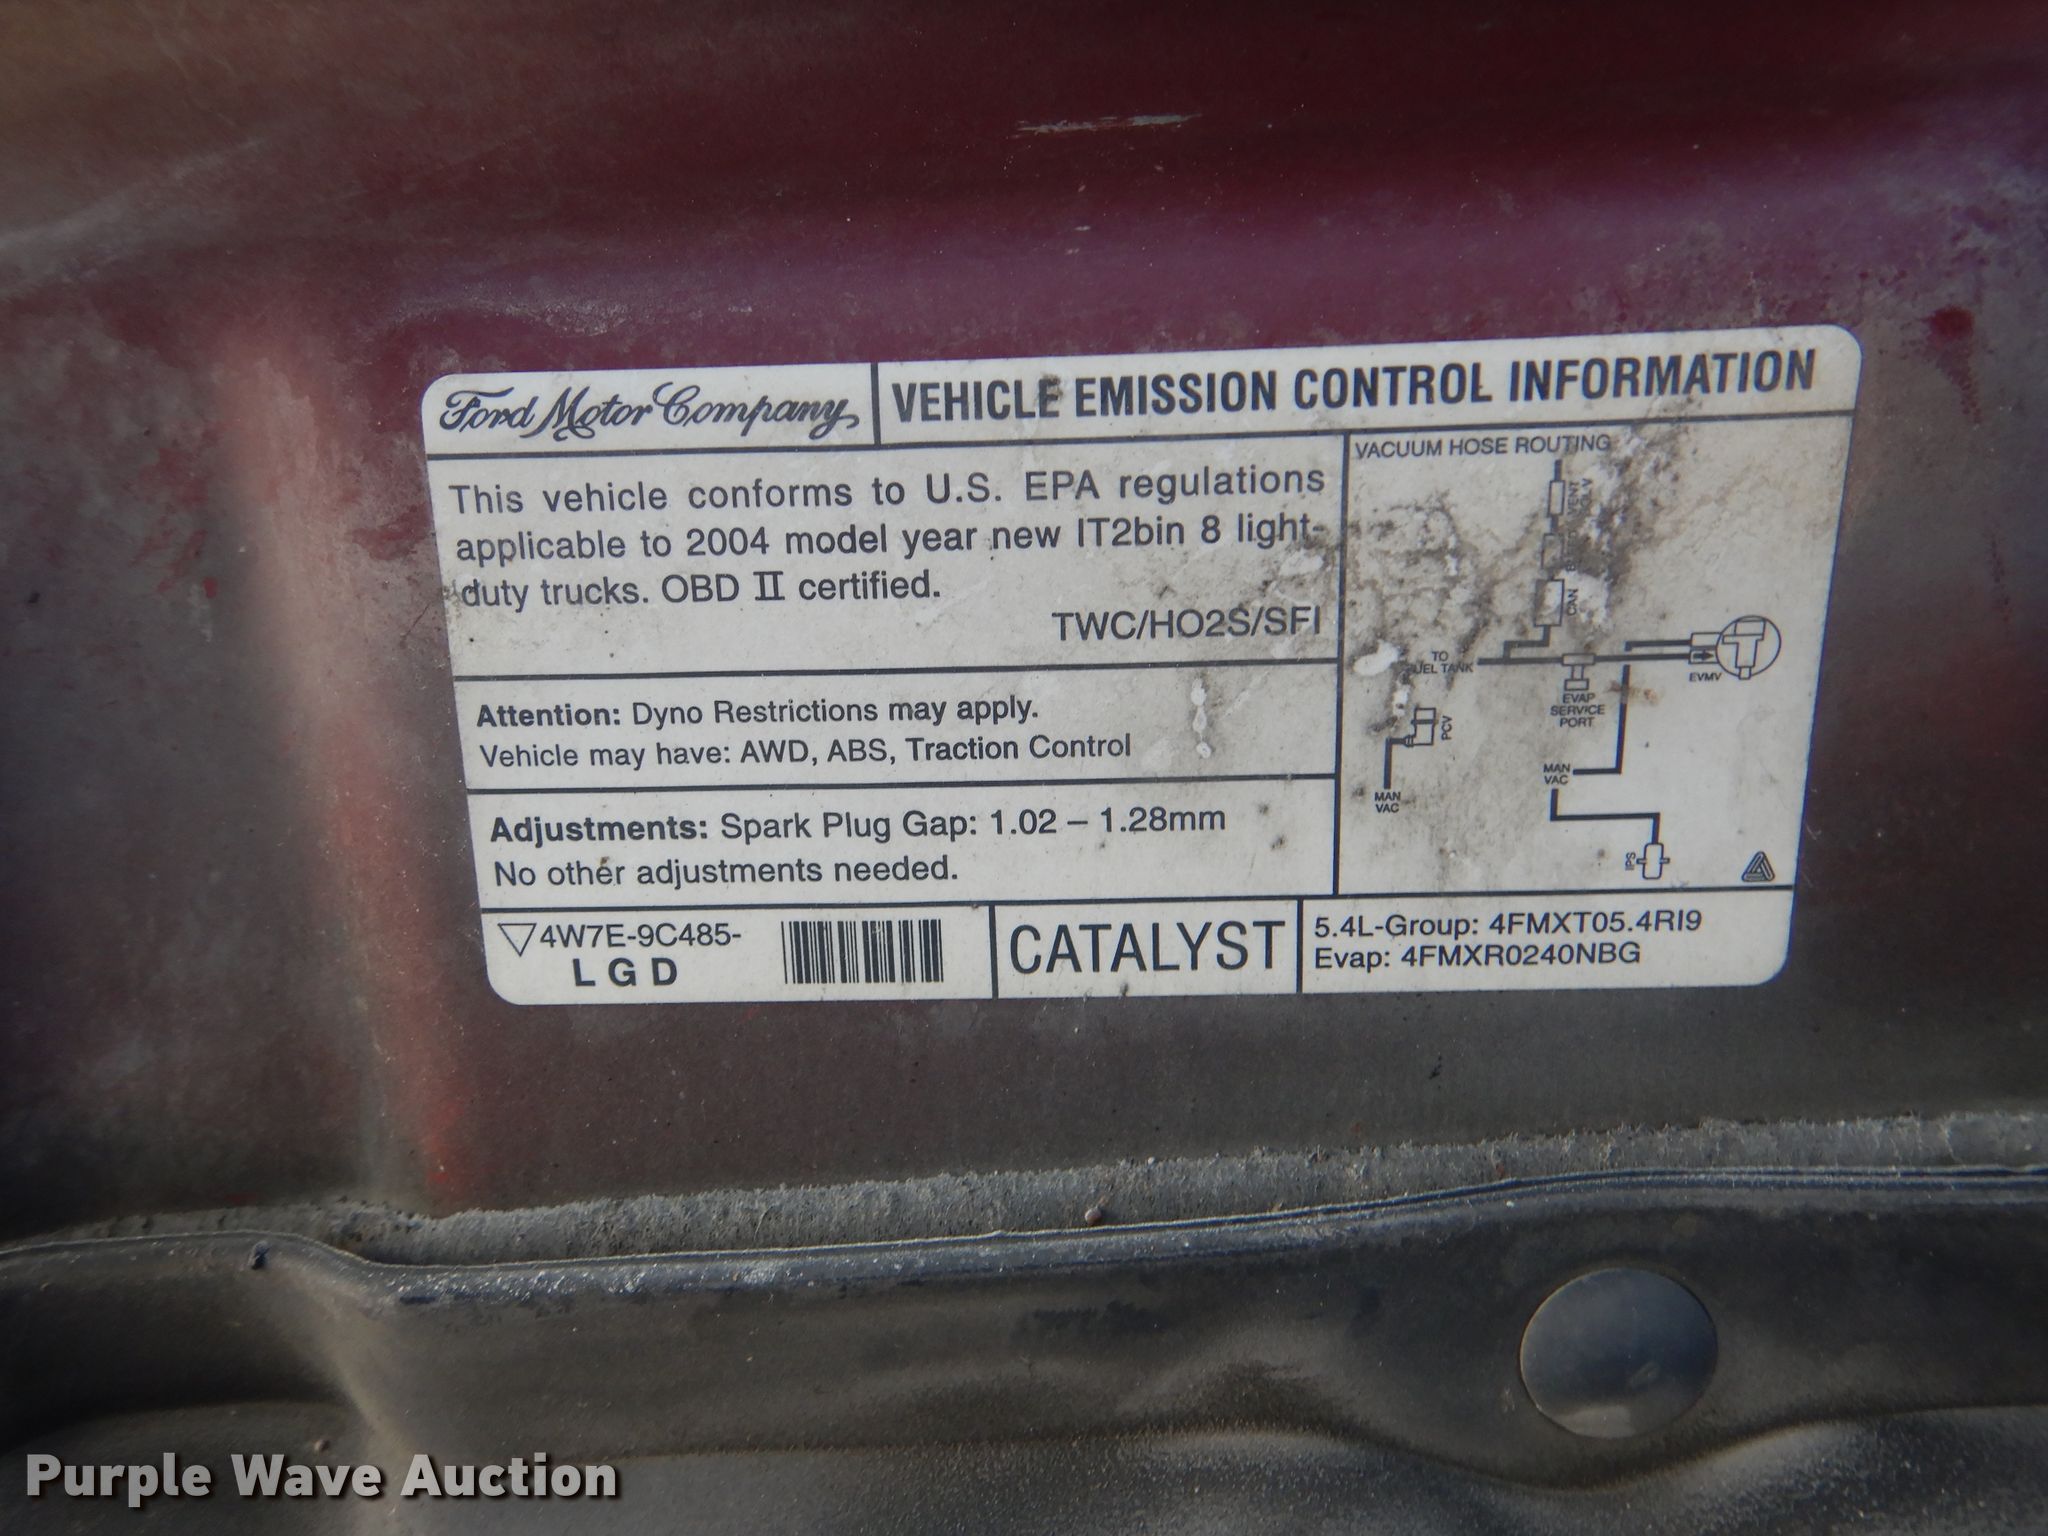 Ford Motor Company
VEHICLE EMISSION CONTROL INFORMATION
This vehicle conforms to U.S. EPA regulations
applicable to 2004 model year new IT2bin 8 light-
duty trucks. OBD II certified.
TWC/HO2S/SFI
Attention: Dyno Restrictions may apply.
Vehicle may have: AWD, ABS, Traction Control
Adjustments: Spark Plug Gap: 1.02 – 1.28mm
No other adjustments needed.
VACUUM HOSE ROUTING
VENT
CAN
TO
FUEL TANK
EVMV
EVAP
SERVICE
PORT
PCV
MAN
VAC
MAN
VAC
IPS
4W7E-9C485-
LGD
CATALYST
5.4L-Group: 4FMXT05.4RI9
Evap: 4FMXR0240NBG
Purple Wave Auction